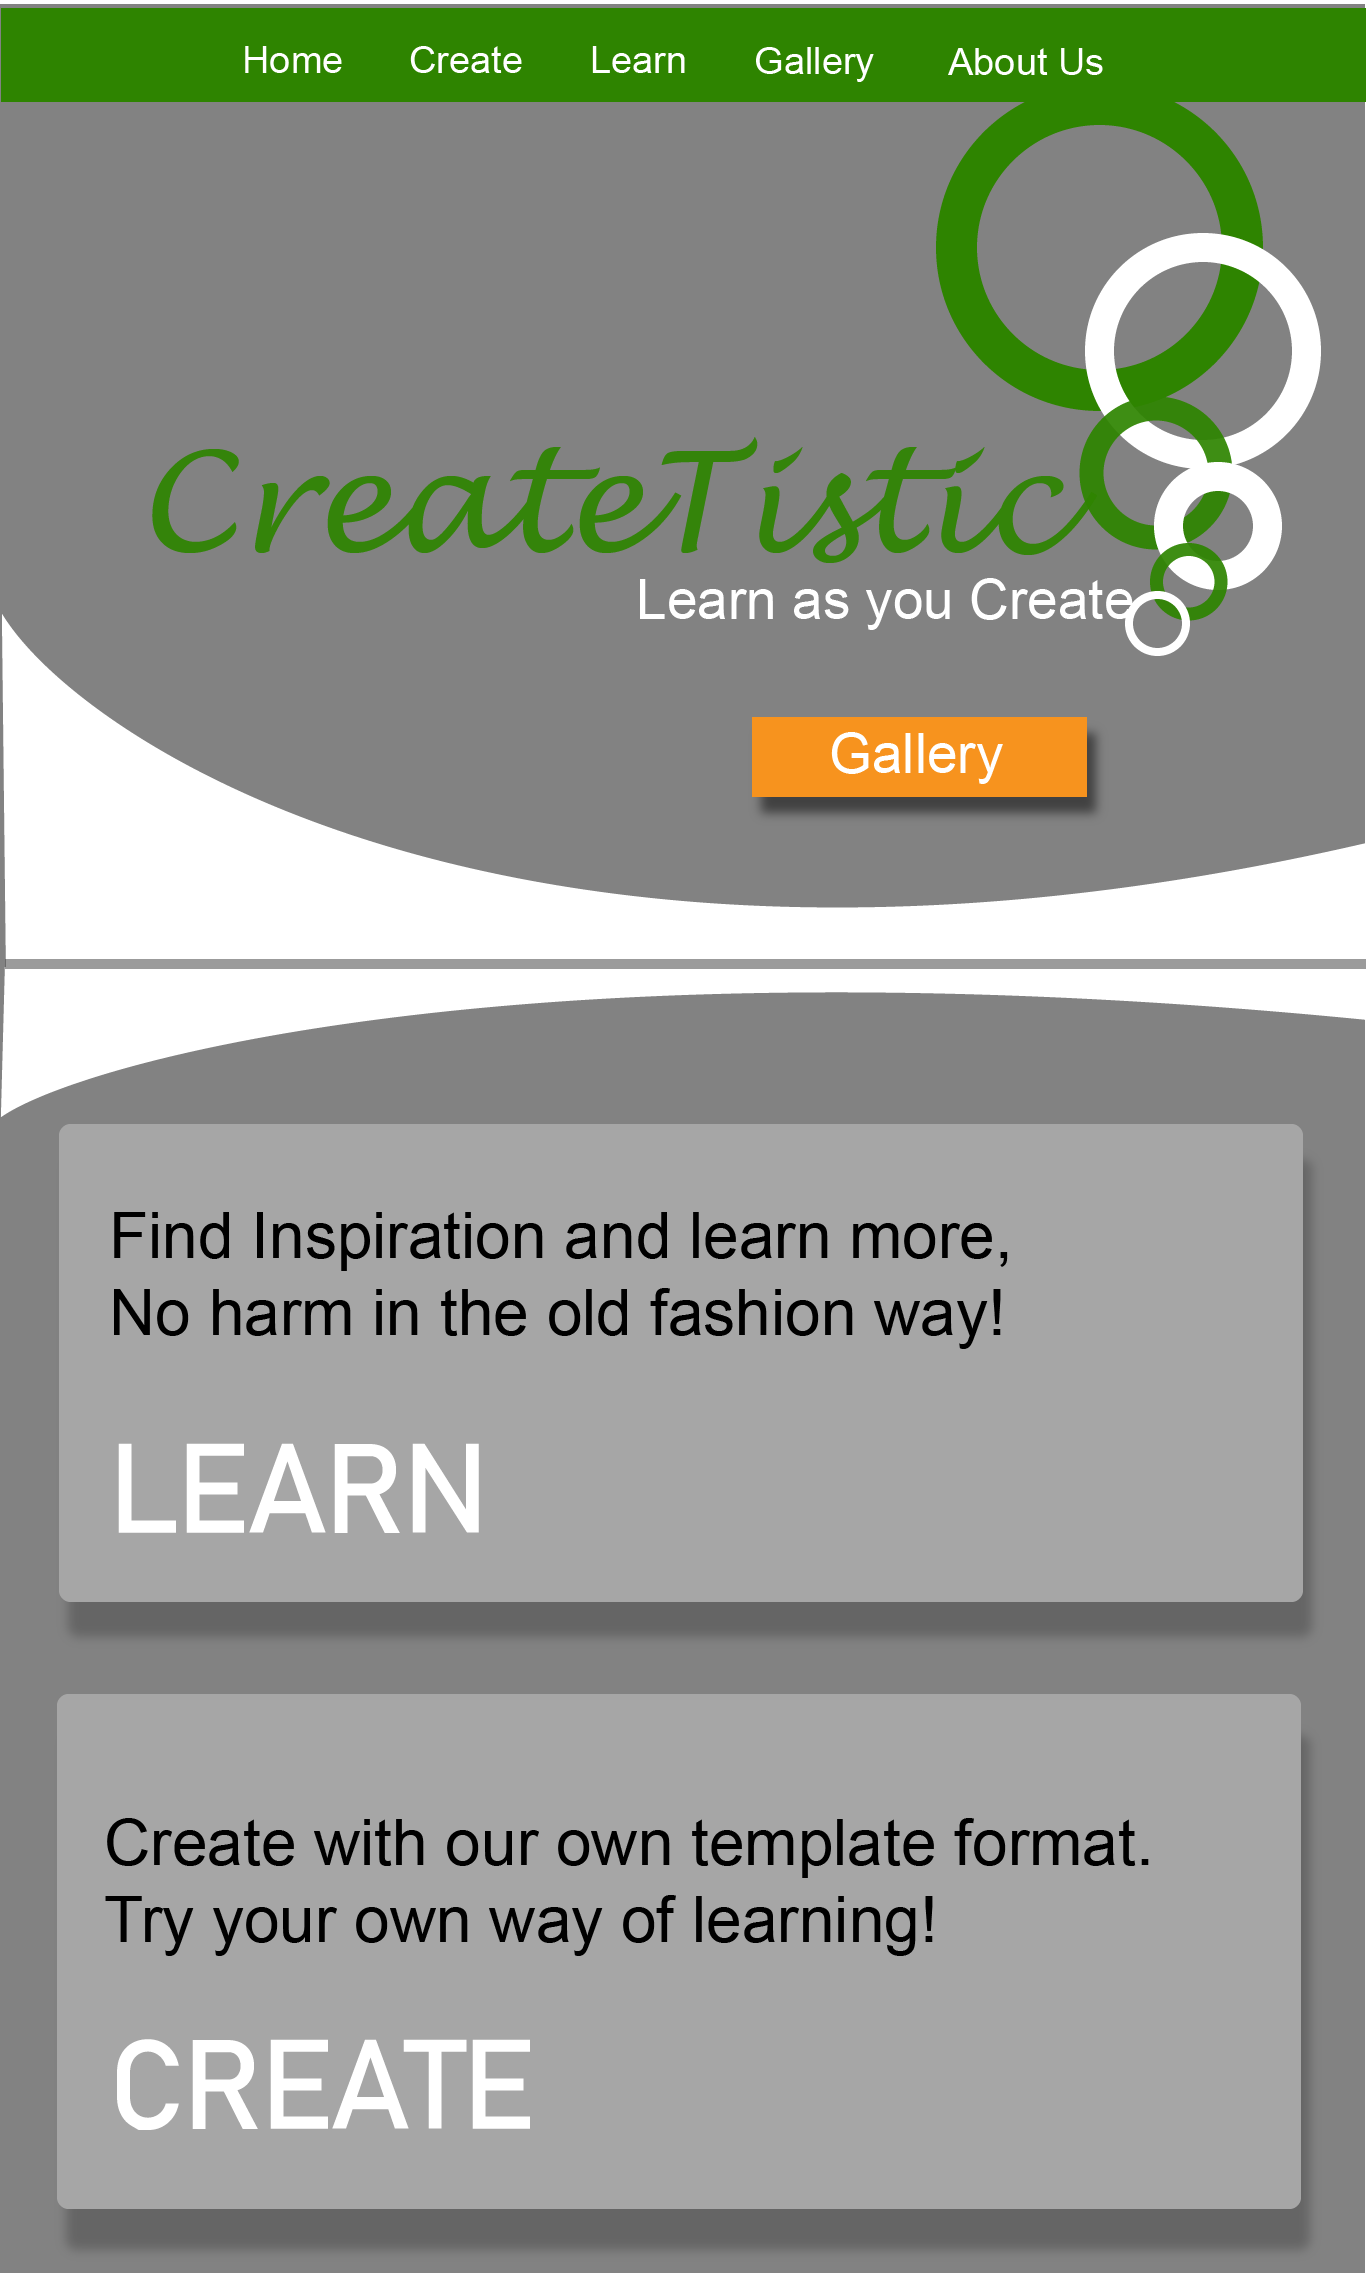 Home Create Learn Gallery About Us
CreateTistic
Learn as you Create
Gallery
Find Inspiration and learn more,
No harm in the old fashion way!
LEARN
Create with our own template format.
Try your own way of learning!
CREATE